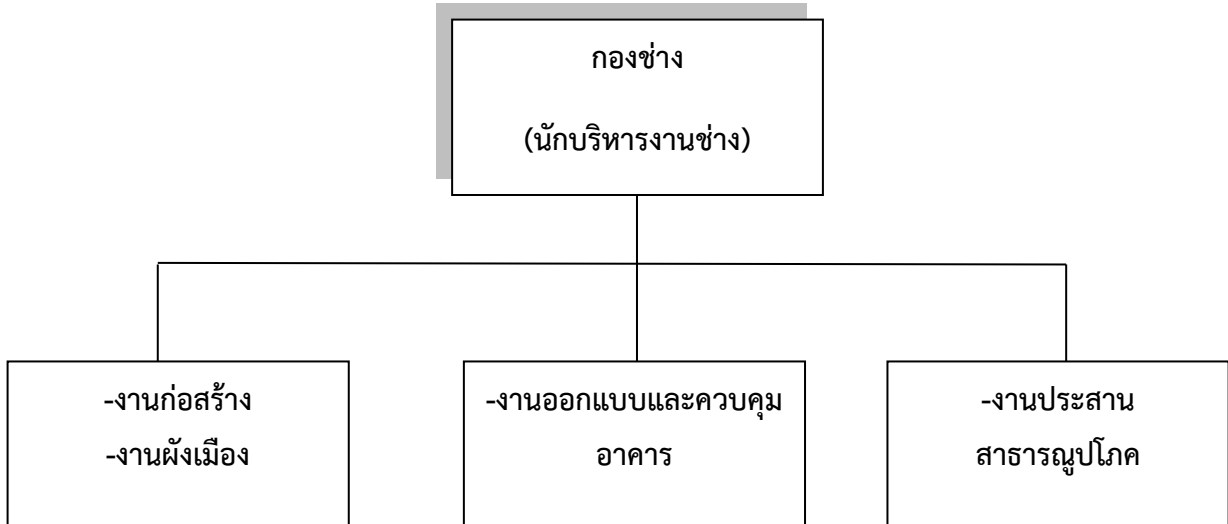 กองช่าง
(นักบริหารงานช่าง)
-งานก่อสร้าง
-งานผังเมือง
-งานออกแบบและควบคุม
อาคาร
-งานประสาน
สาธารณูปโภค